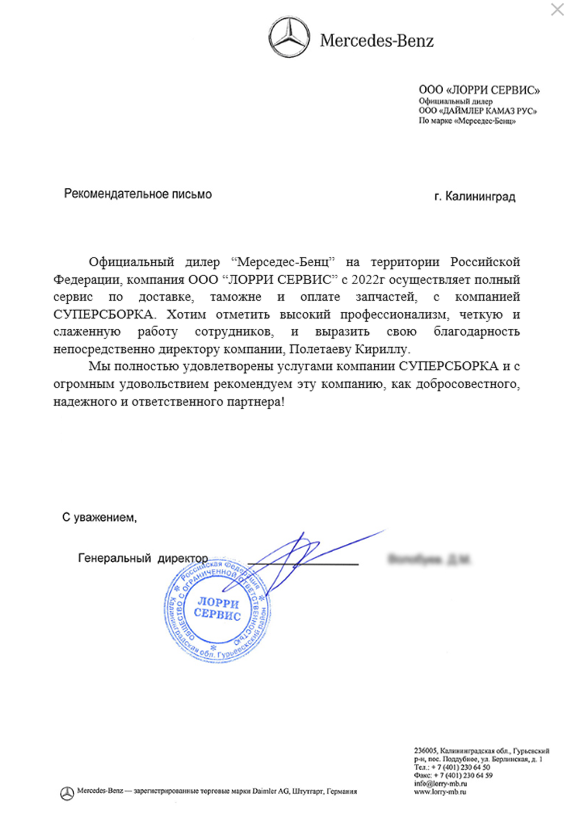 Mercedes-Benz
ООО «ЛОРРИ СЕРВИС»
Официальный дилер
ООО «ДАЙМЛЕР КАМАЗ РУС»
По марке «Мерседес-Бенц»
Рекомендательное письмо
г. Калининград
Официальный дилер “Мерседес-Бенц” на территории Российской
Федерации, компания ООО “ЛОРРИ СЕРВИС” с 2022г осуществляет полный
сервис по доставке, таможне и оплате запчастей, с компанией
СУПЕРСБОРКА. Хотим отметить высокий профессионализм, четкую и
слаженную работу сотрудников, и выразить свою благодарность
непосредственно директору компании, Полетаеву Кириллу.
Мы полностью удовлетворены услугами компании СУПЕРСБОРКА и с
огромным удовольствием рекомендуем эту компанию, как добросовестного,
надежного и ответственного партнера!
С уважением,
Генеральный директор
Российская Федерация
Калининградская обл. Гурьевский район
ОБЩЕСТВО С ОГРАНИЧЕННОЙ ОТВЕТСТВЕННОСТЬЮ
ЛОРРИ
СЕРВИС
236005, Калининградская обл., Гурьевский
р-н, пос. Поддубное, ул. Берлинская, д. 1
Тел.: + 7 (401) 230 64 50
Факс: + 7 (401) 230 64 59
info@lorry-mb.ru
www.lorry-mb.ru
Mercedes-Benz — зарегистрированные торговые марки Daimler AG, Штутгарт, Германия